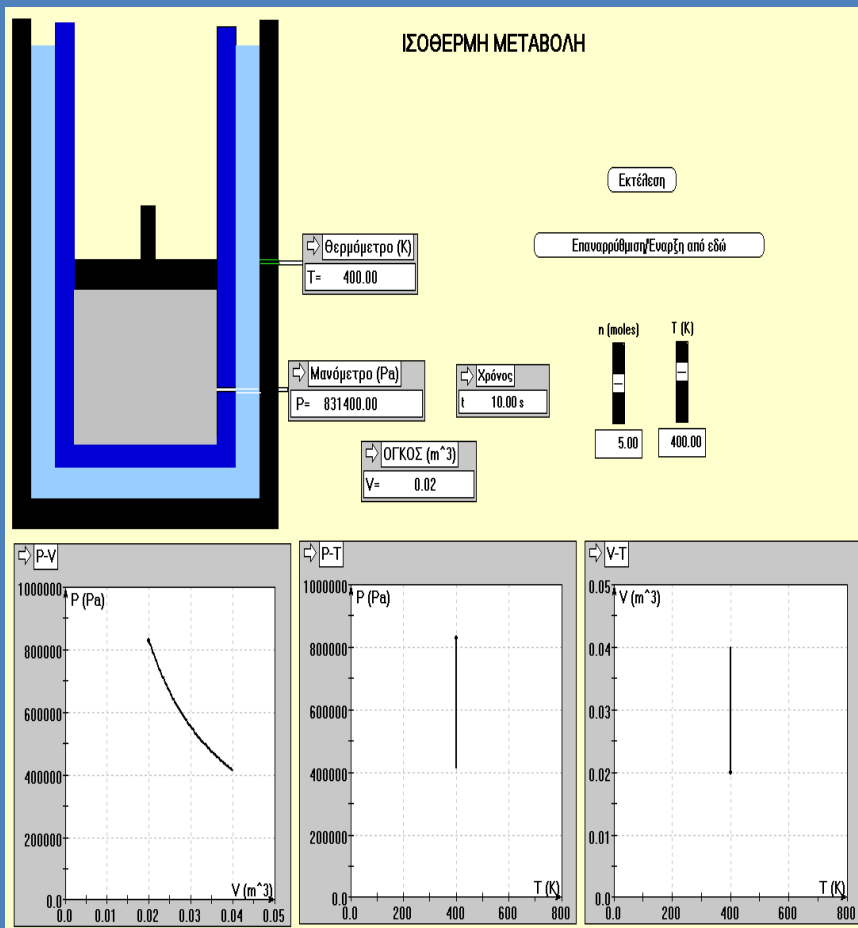 ΙΣΟΘΕΡΜΗ ΜΕΤΑΒΟΛΗ
Εκτέλεση
Επαναρρύθμιση/Έναρξη από εδώ
Θερμόμετρο (Κ)
T= 400.00
n (moles)
T (K)
5.00
400.00
Μανόμετρο (Pa)
P= 831400.00
Χρόνος
t 10.00 s
ΟΓΚΟΣ (m^3)
V= 0.02
P-V
1000000
P (Pa)
800000
600000
400000
200000
0.0
V (m^3)
0.0 0.01 0.02 0.03 0.04 0.05
P-T
1000000
P (Pa)
800000
600000
400000
200000
0.0
T (K)
0.0 200 400 600 800
V-T
0.05
V (m^3)
0.04
0.03
0.02
0.01
0.0
T (K)
0.0 200 400 600 800